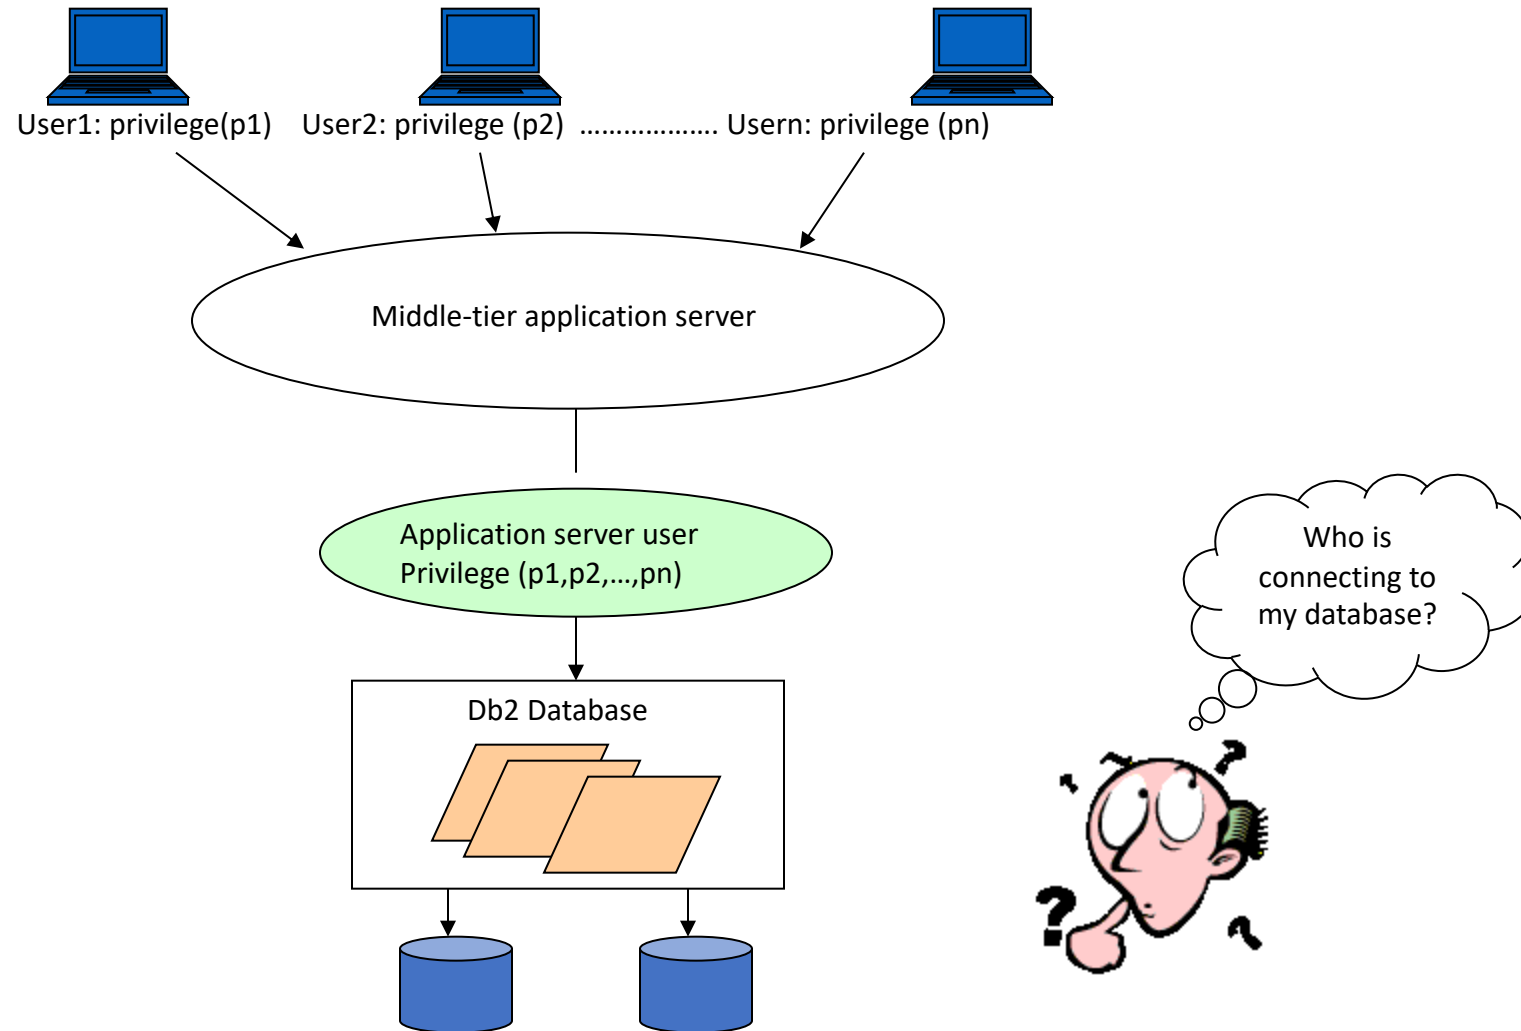 User1: privilege(p1) User2: privilege (p2) ................... Usern: privilege (pn)
Middle-tier application server
Application server user
Privilege (p1,p2,...,pn)
Db2 Database
Who is
connecting to
my database?
? ? ? ? ?